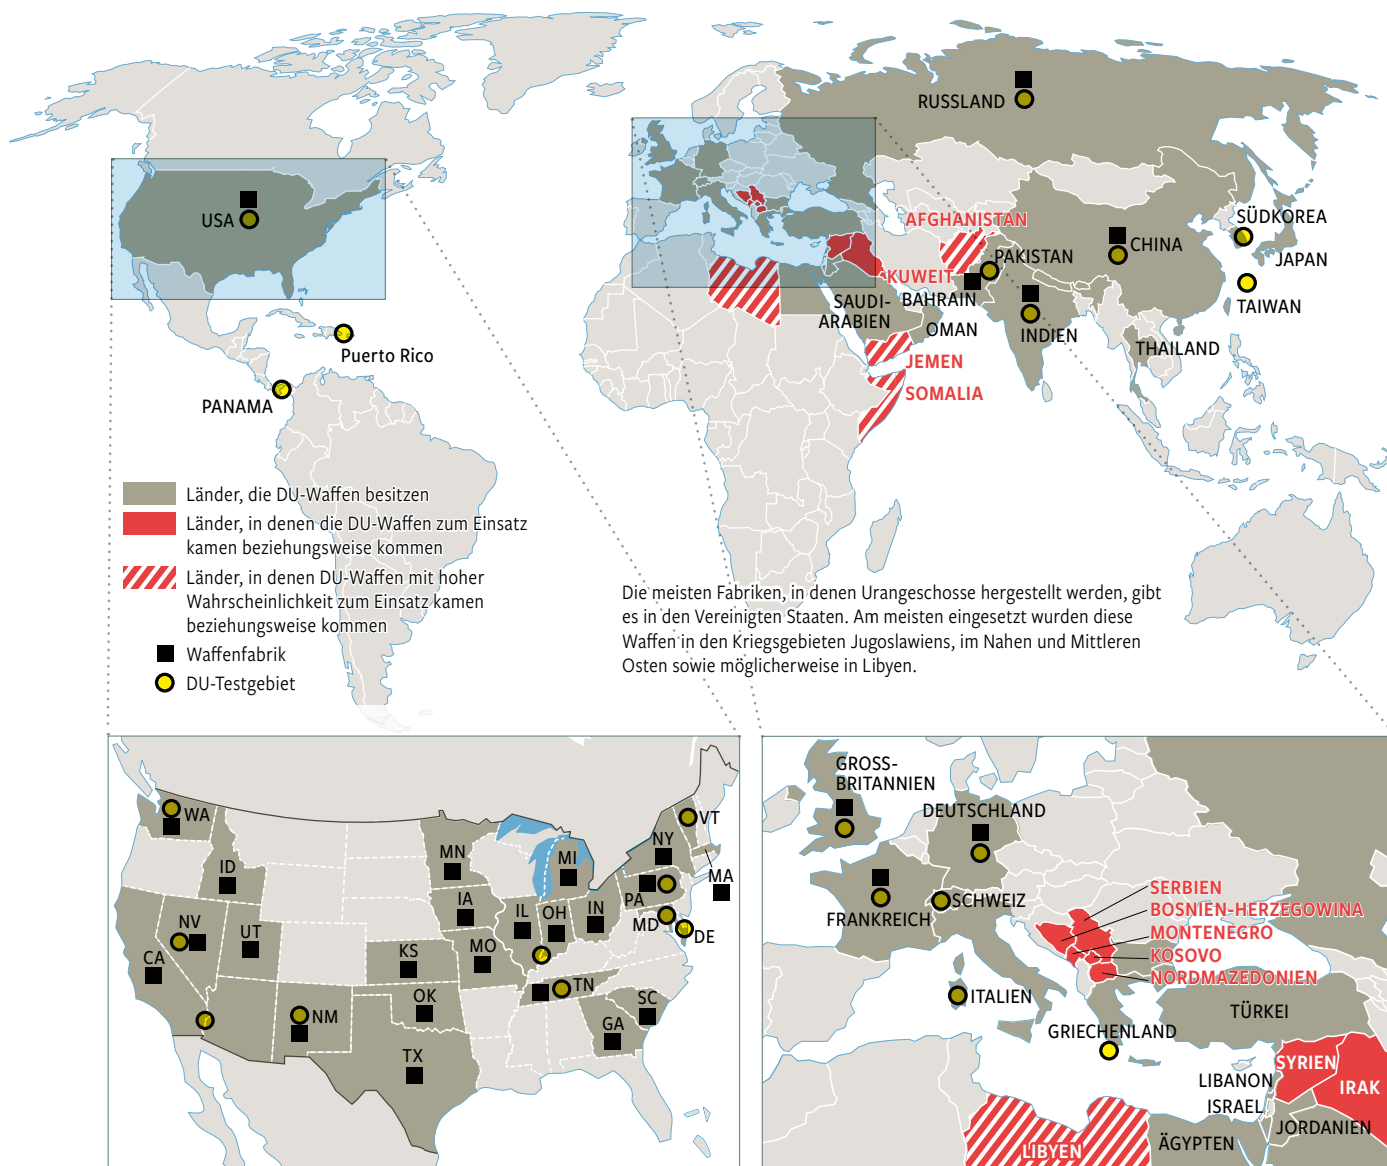 RUSSLAND
USA
AFGHANISTAN
SÜDKOREA
CHINA
PAKISTAN
JAPAN
KUWEIT
BAHRAIN
SAUDI-
ARABIEN
OMAN
INDIEN
TAIWAN
THAILAND
Puerto Rico
JEMEN
SOMALIA
PANAMA
Länder, die DU-Waffen besitzen
Länder, in denen die DU-Waffen zum Einsatz
kamen beziehungsweise kommen
Länder, in denen DU-Waffen mit hoher
Wahrscheinlichkeit zum Einsatz kamen
beziehungsweise kommen
Waffenfabrik
DU-Testgebiet
Die meisten Fabriken, in denen Urangeschosse hergestellt werden, gibt
es in den Vereinigten Staaten. Am meisten eingesetzt wurden diese
Waffen in den Kriegsgebieten Jugoslawiens, im Nahen und Mittleren
Osten sowie möglicherweise in Libyen.
WA
VT
NY
MN
MI
ID
MA
PA
IA
IL
OH
IN
NV
MD
DE
UT
MO
KS
CA
TN
OK
SC
NM
GA
TX
GROSS-
BRITANNIEN
DEUTSCHLAND
SCHWEIZ
FRANKREICH
SERBIEN
BOSNIEN-HERZEGOWINA
MONTENEGRO
KOSOVO
NORDMAZEDONIEN
ITALIEN
TÜRKEI
GRIECHENLAND
SYRIEN
LIBANON
IRAK
ISRAEL
JORDANIEN
ÄGYPTEN
LIBYEN